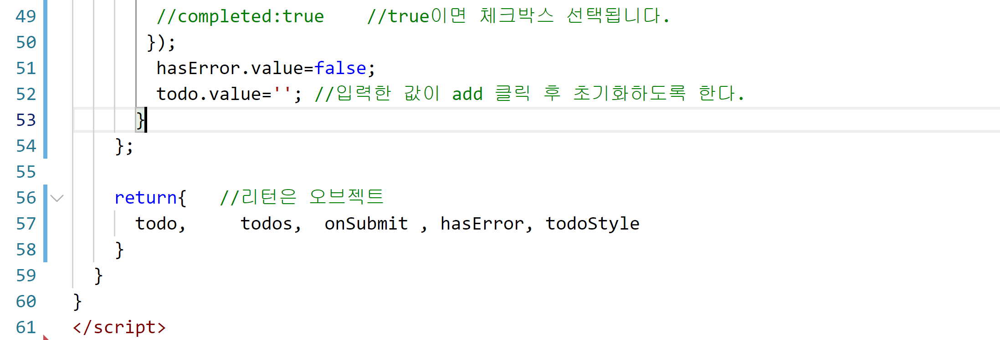 49 //completed:true //true이면 체크박스 선택됩니다.
50 });
51 hasError.value=false;
52 todo.value=''; //입력한 값이 add 클릭 후 초기화하도록 한다.
53 }
54 };
55
56 return{ //리턴은 오브젝트
57 todo, todos, onSubmit , hasError, todoStyle
58 }
59 }
60 }
61 </script>